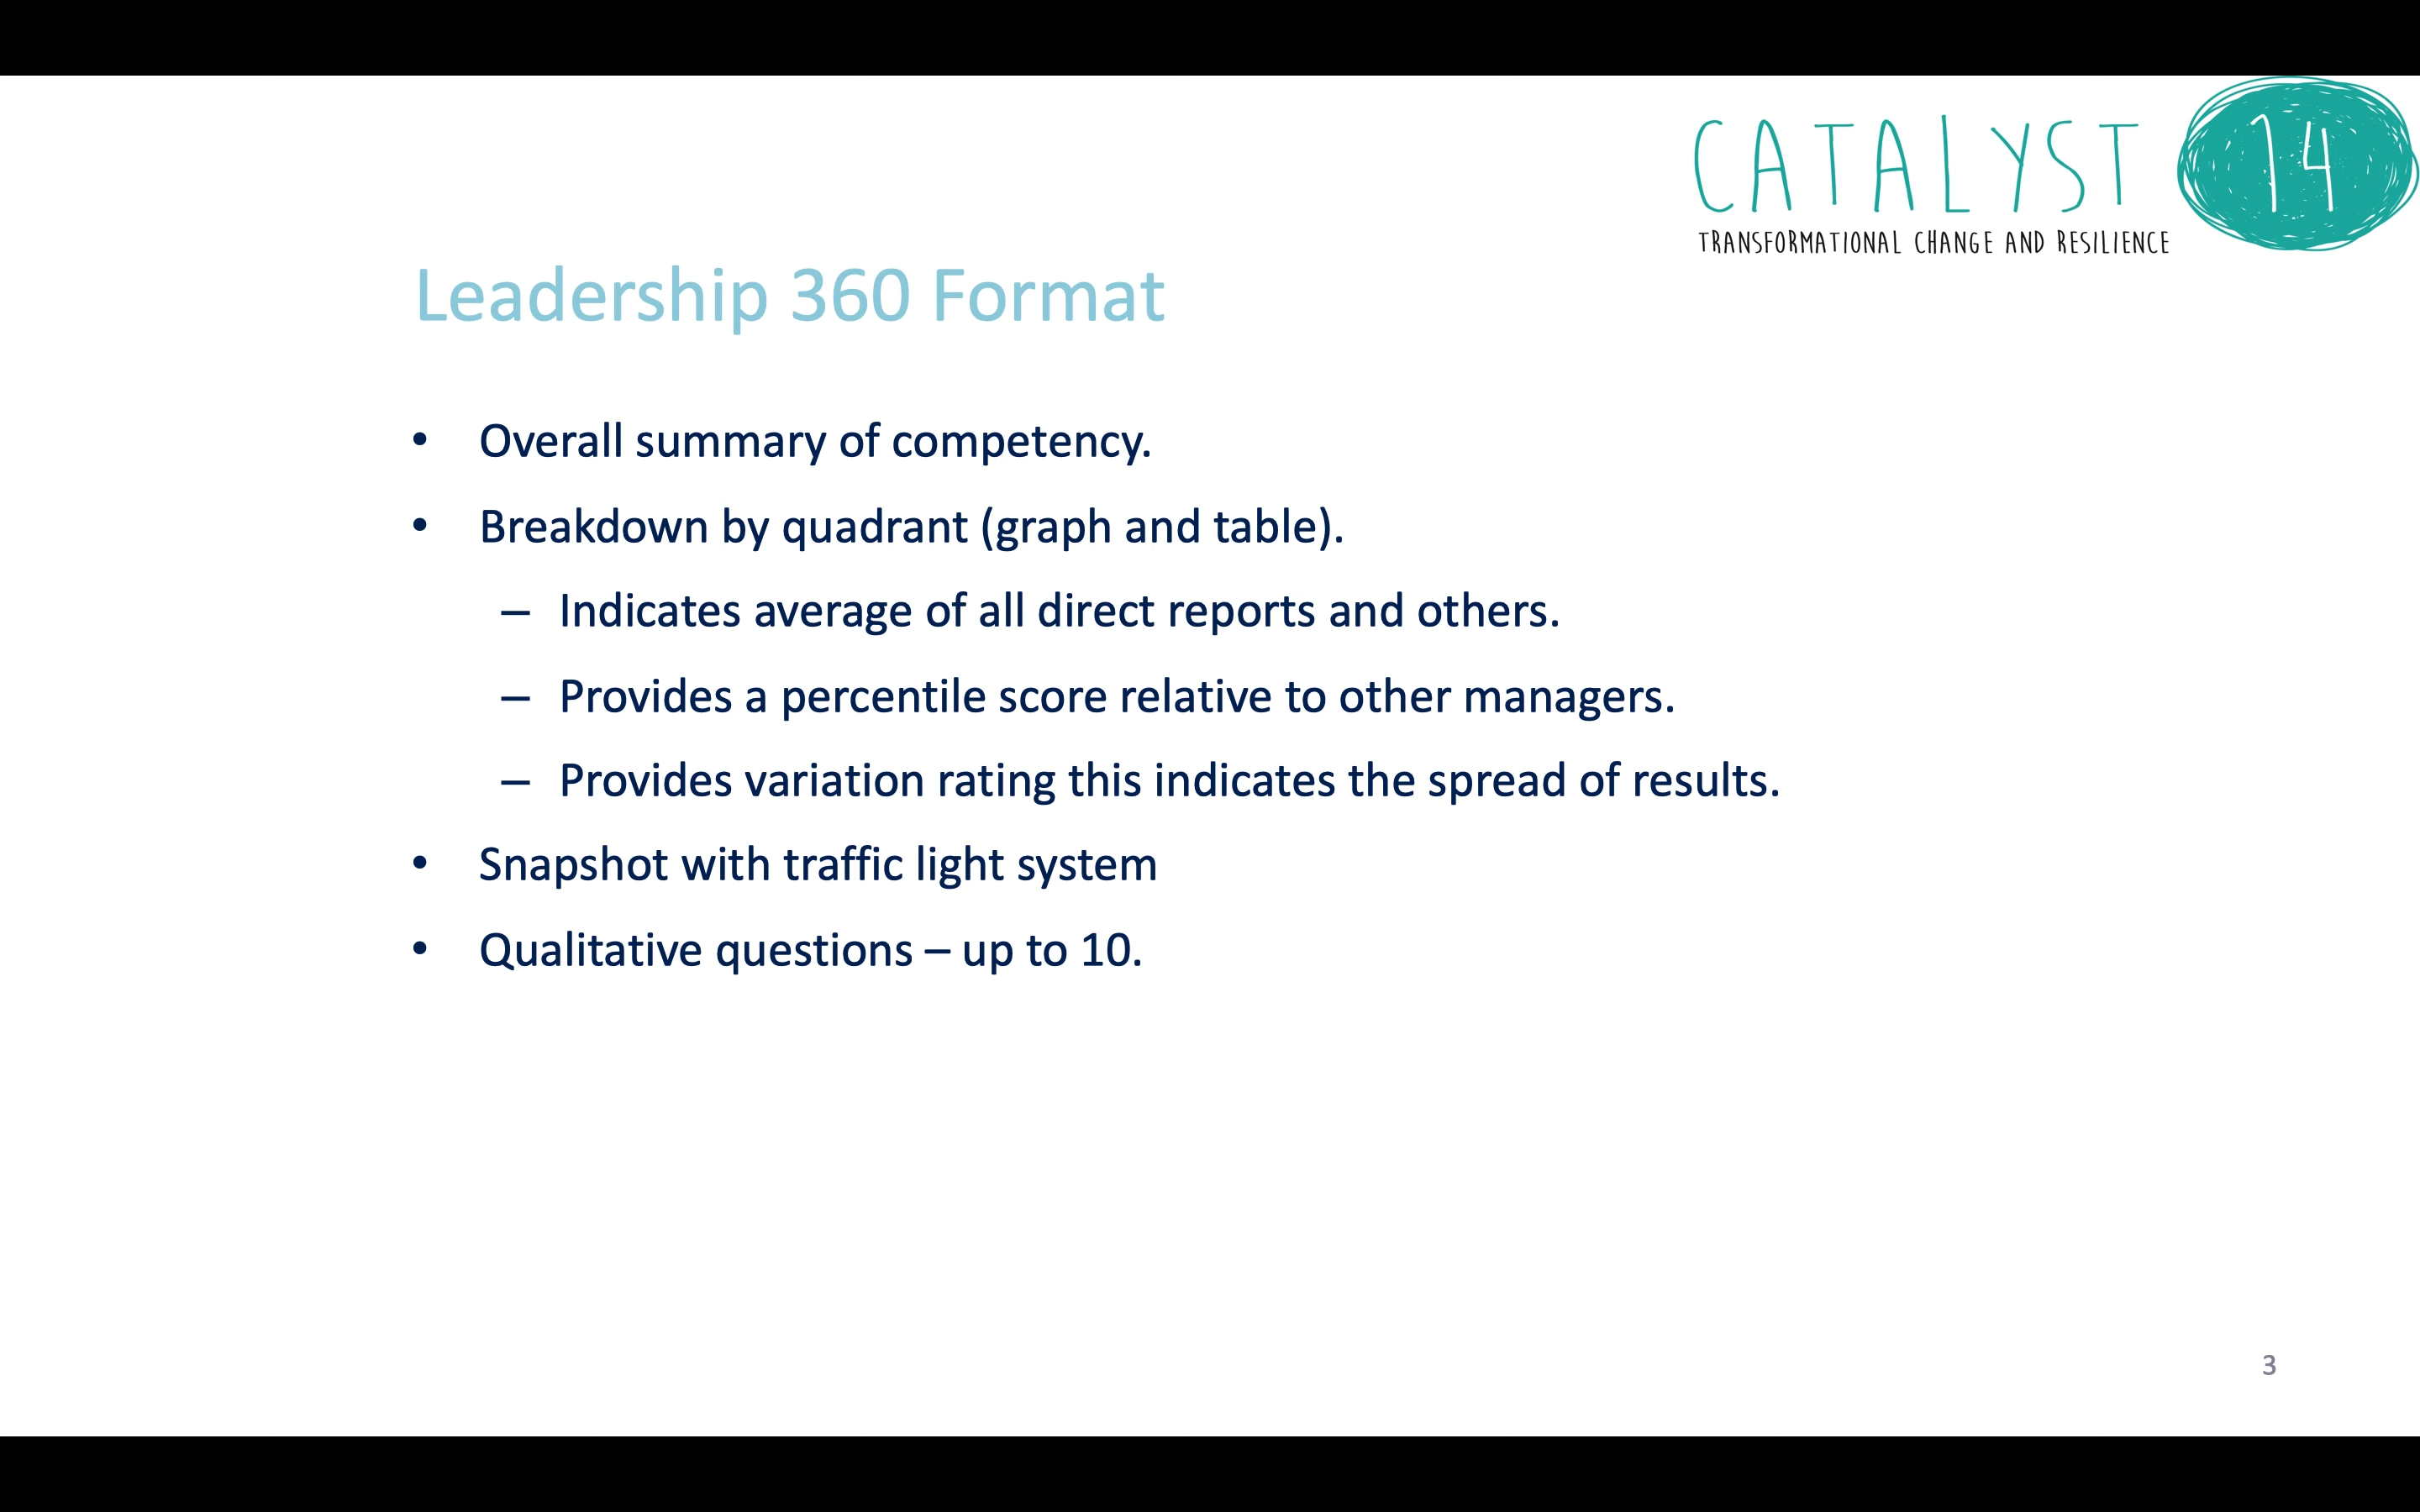 CATALYST 14
TRANSFORMATIONAL CHANGE AND RESILIENCE
Leadership 360 Format
• Overall summary of competency.
• Breakdown by quadrant (graph and table).
– Indicates average of all direct reports and others.
– Provides a percentile score relative to other managers.
– Provides variation rating this indicates the spread of results.
• Snapshot with traffic light system
• Qualitative questions – up to 10.
3